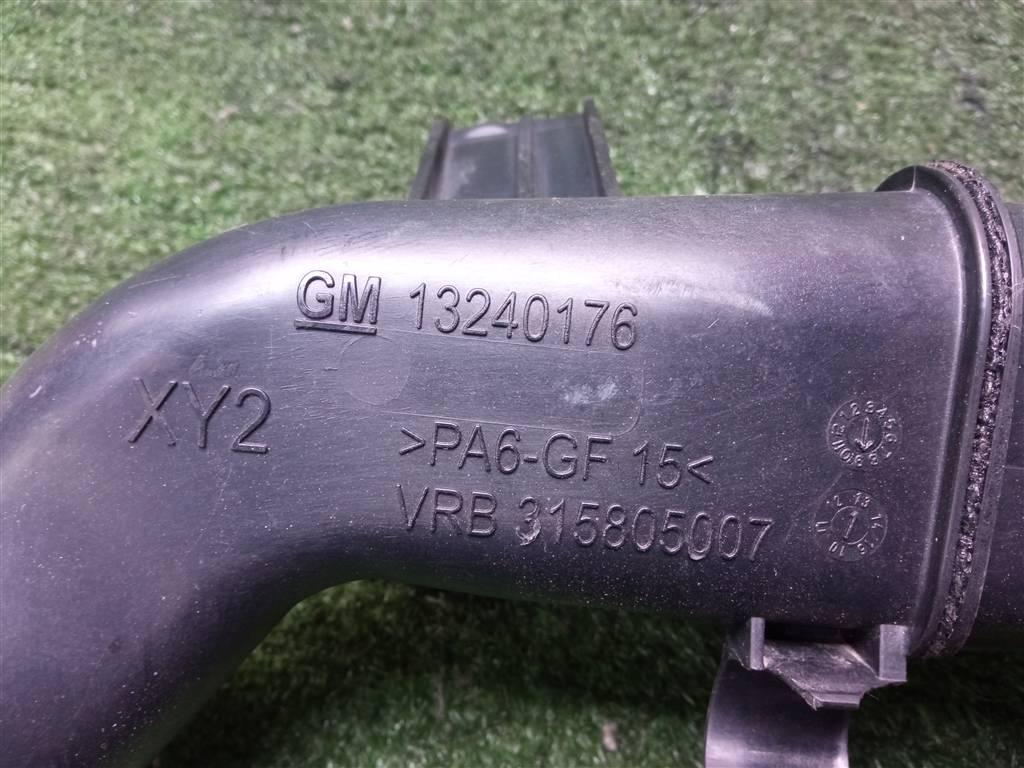 GM 13240176
XY2
>PA6-GF 15<
VRB 315805007